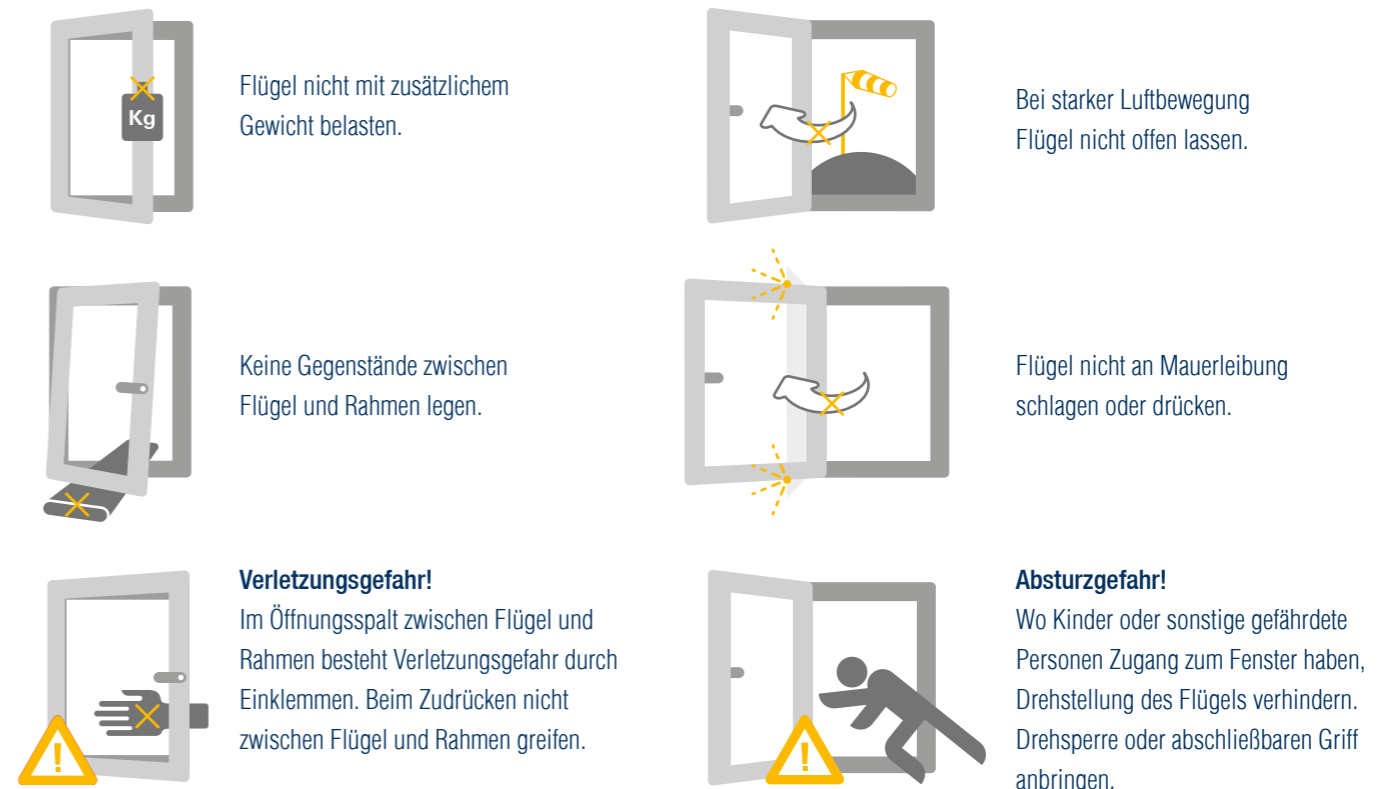 Kg
Flügel nicht mit zusätzlichem
Gewicht belasten.
Bei starker Luftbewegung
Flügel nicht offen lassen.
Keine Gegenstände zwischen
Flügel und Rahmen legen.
Flügel nicht an Mauerleibung
schlagen oder drücken.
Verletzungsgefahr!
Im Öffnungsspalt zwischen Flügel und
Rahmen besteht Verletzungsgefahr durch
Einklemmen. Beim Zudrücken nicht
zwischen Flügel und Rahmen greifen.
!
Absturzgefahr!
Wo Kinder oder sonstige gefährdete
Personen Zugang zum Fenster haben,
Drehstellung des Flügels verhindern.
Drehsperre oder abschließbaren Griff
anbringen.
!